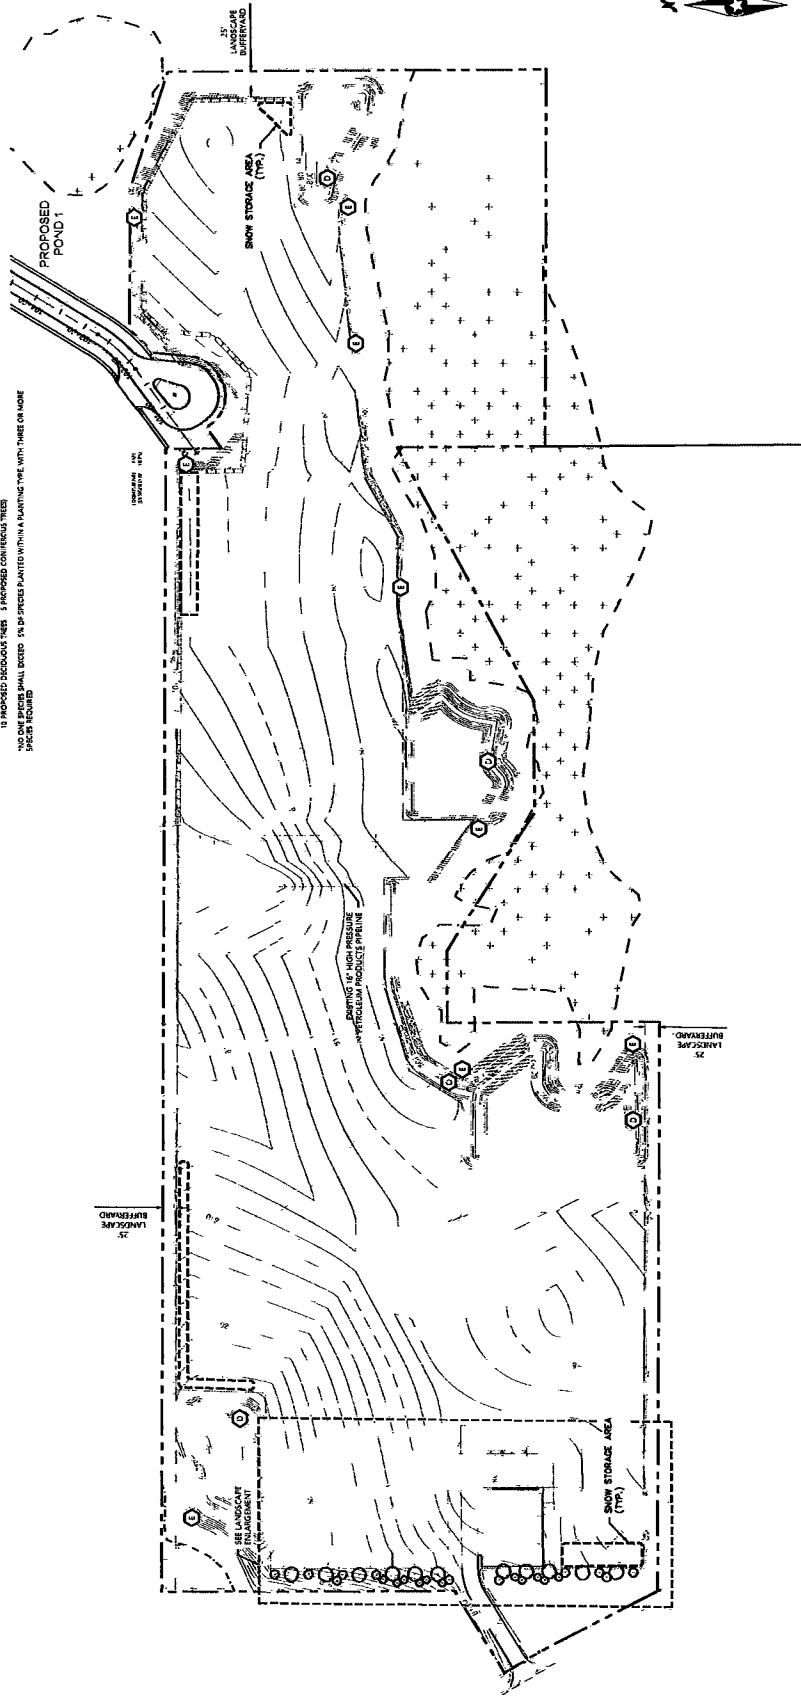 25'
LANDSCAPE
BUFFERYARD
PROPOSED
POND 1
SNOW STORAGE AREA
(TYP.)
D
E
E
E
E
10 PROPOSED DECIDUOUS TREES 5 PROPOSED CONIFEROUS TREES)
*NO ONE SPECIES SHALL EXCEED 5% OF SPECIES PLANTED WITHIN A PLANTING TYPE, WITH THREE OR MORE
SPECIES REQUIRED
E
D
E
EXISTING 16" HIGH PRESSURE
PETROLEUM PRODUCTS PIPELINE
D
E
E
D
25'
LANDSCAPE
BUFFERYARD
25'
LANDSCAPE
BUFFERYARD
D
E
SEE LANDSCAPE
ENLARGEMENT
SNOW STORAGE AREA
(TYP.)